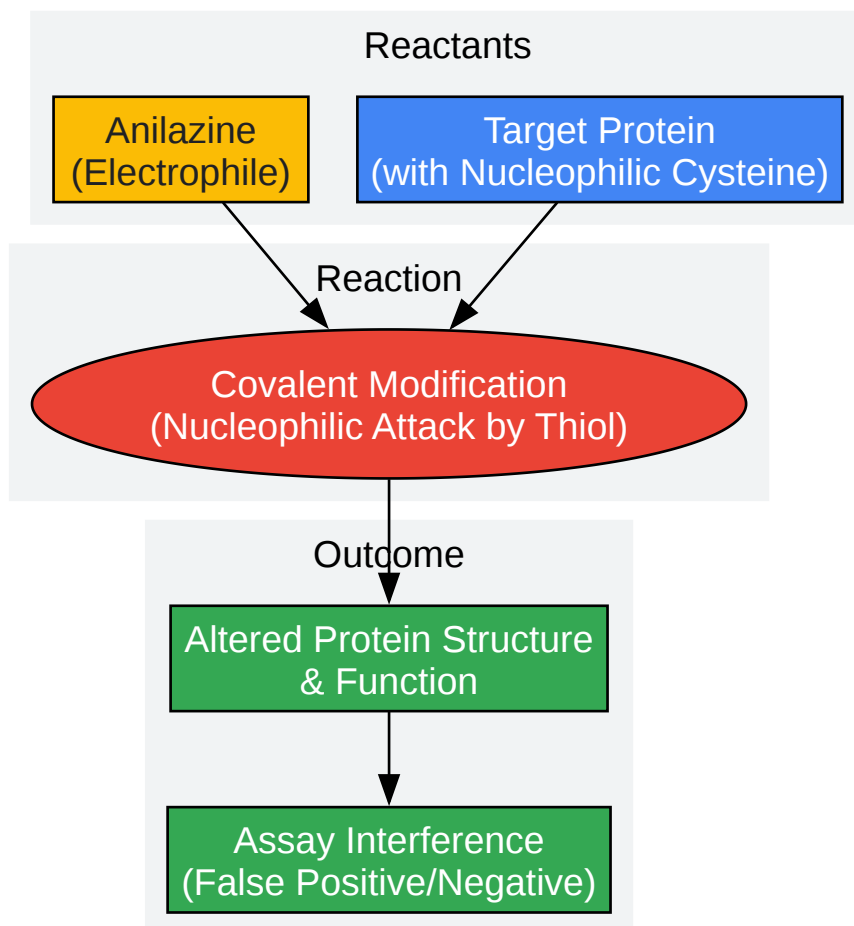 Reactants
Anilazine
(Electrophile)
Target Protein
(with Nucleophilic Cysteine)
Reaction
Covalent Modification
(Nucleophilic Attack by Thiol)
Outcome
Altered Protein Structure
& Function
Assay Interference
(False Positive/Negative)